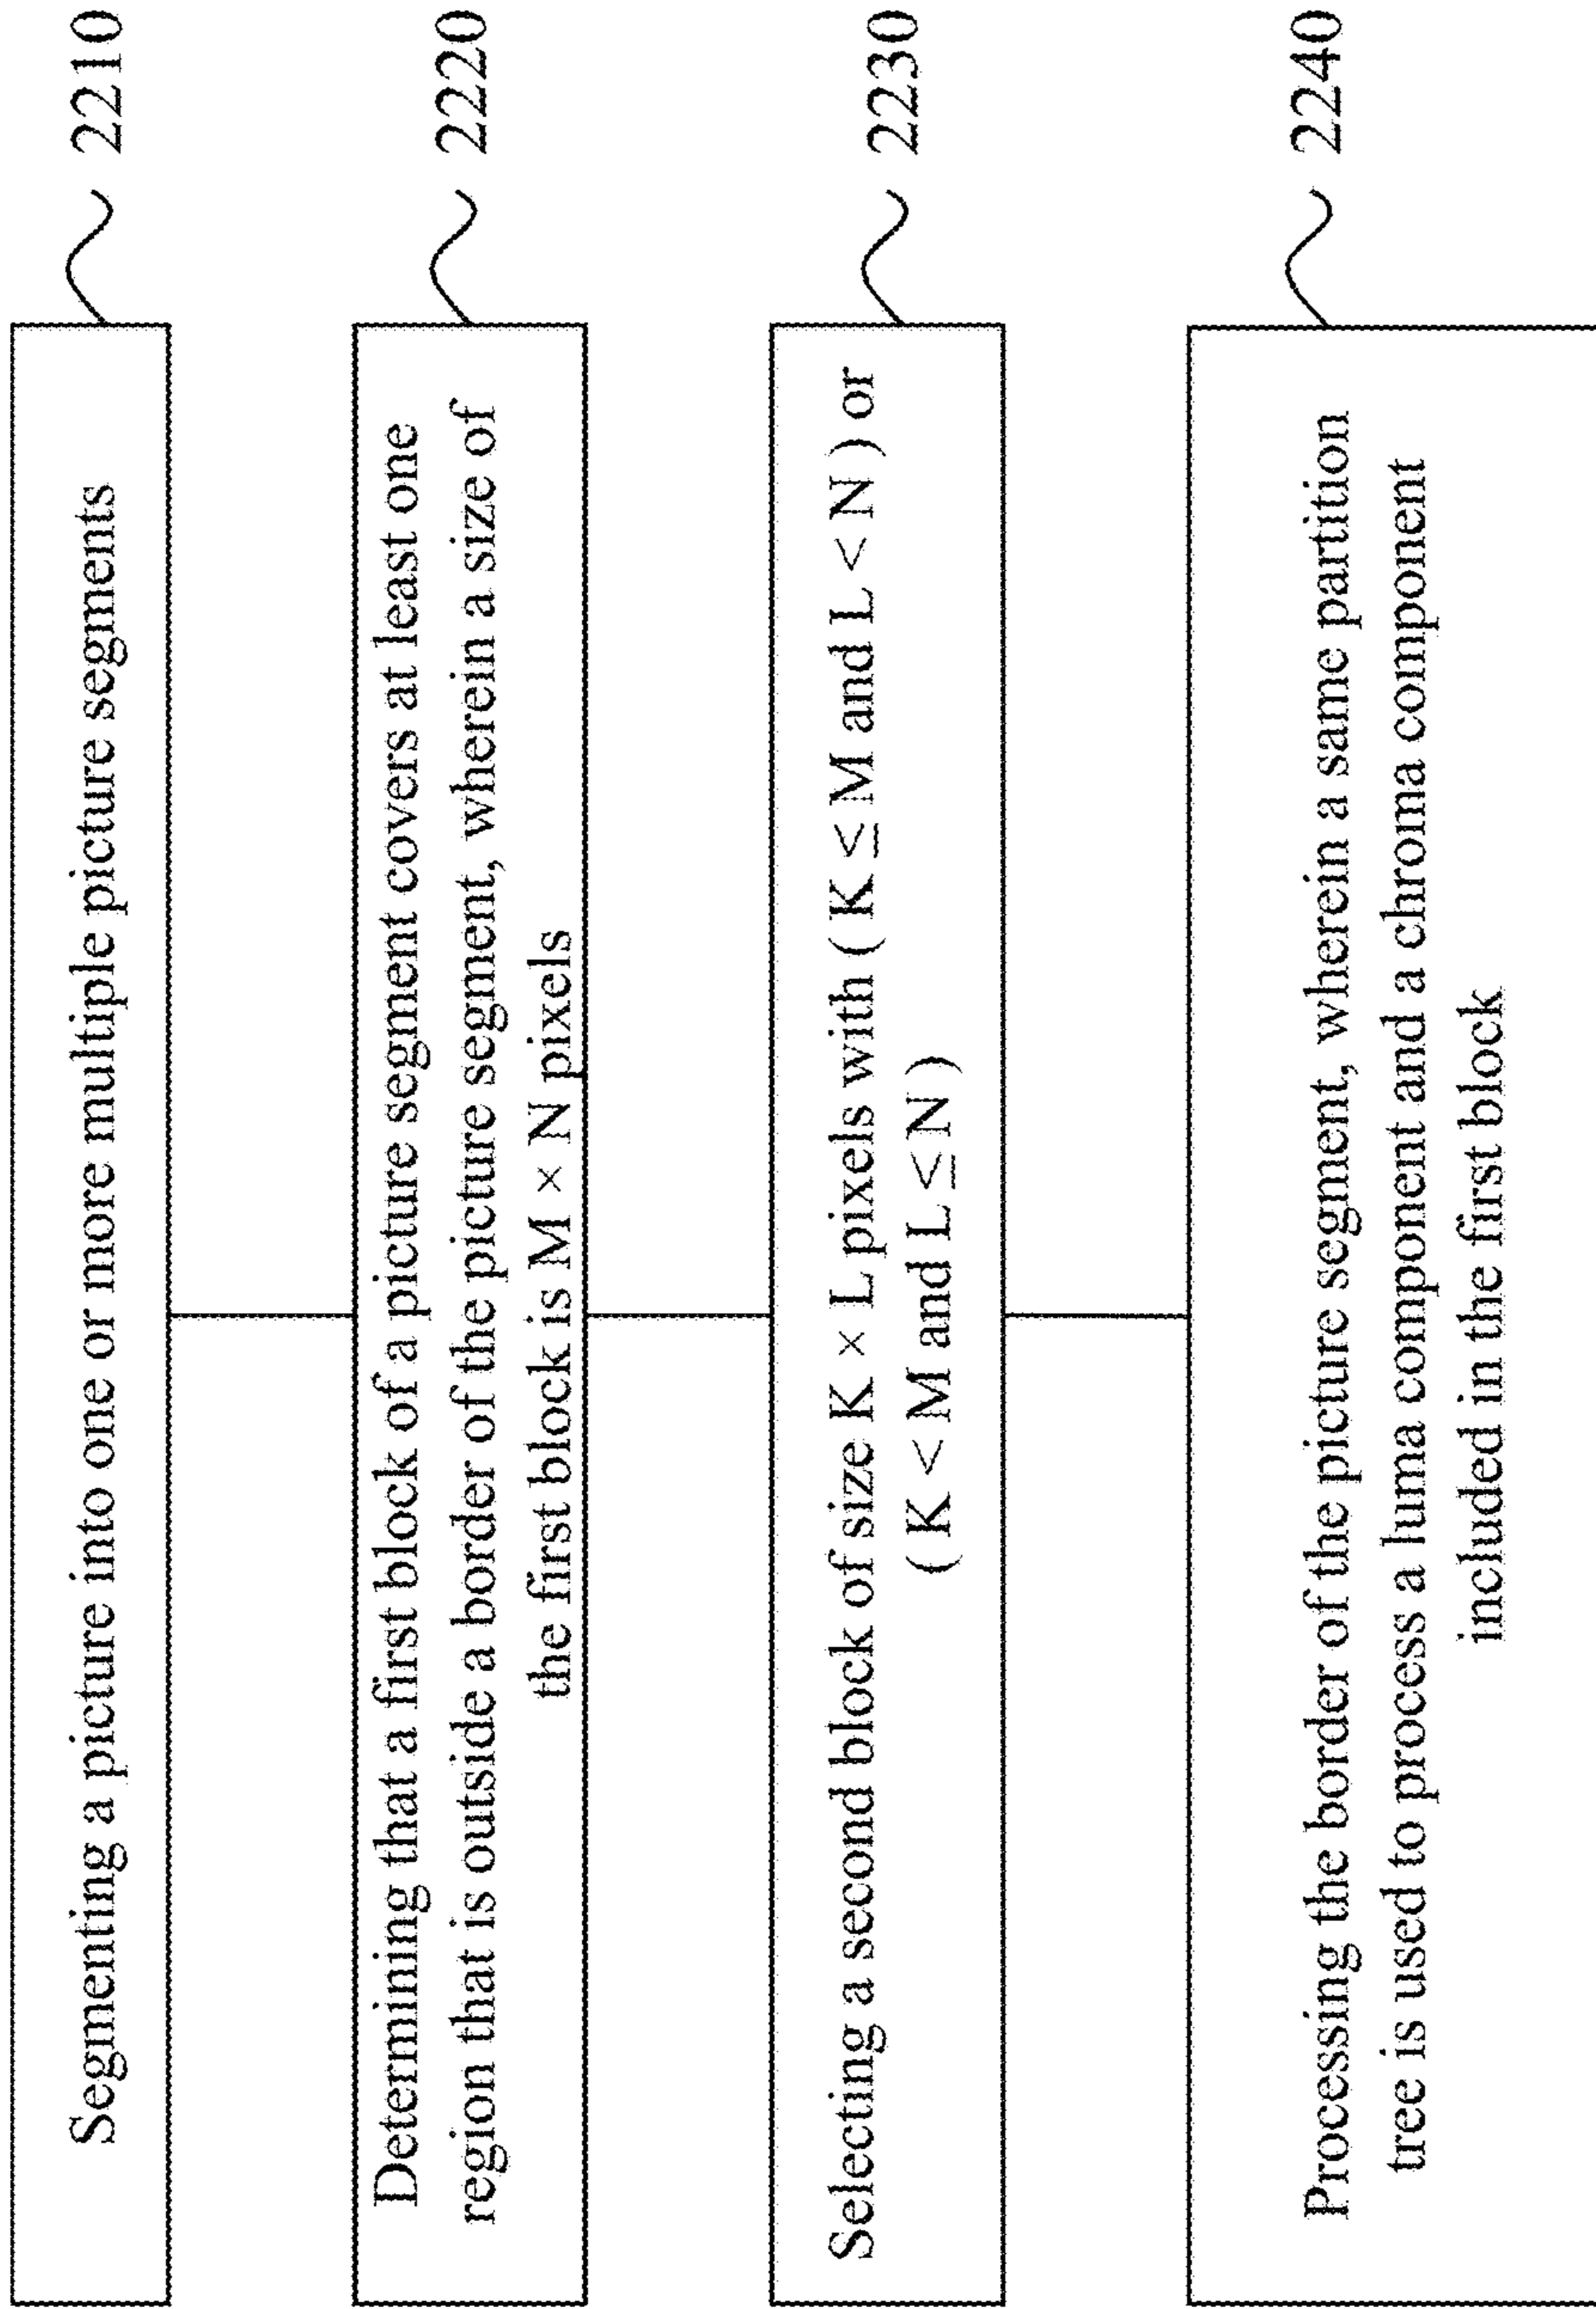 Segmenting a picture into one or more multiple picture segments
2210
Determining that a first block of a picture segment covers at least one
region that is outside a border of the picture segment, wherein a size of
the first block is M × N pixels
2220
Selecting a second block of size K × L pixels with ( K ≤ M and L < N ) or
( K < M and L ≤ N )
2230
Processing the border of the picture segment, wherein a same partition
tree is used to process a luma component and a chroma component
included in the first block
2240